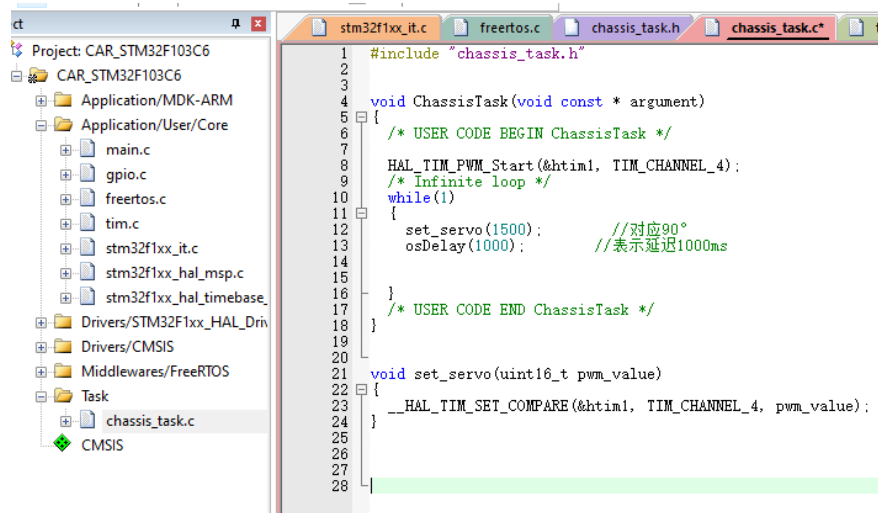 ct
Project: CAR_STM32F103C6
CAR_STM32F103C6
Application/MDK-ARM
Application/User/Core
main.c
gpio.c
freertos.c
tim.c
stm32f1xx_it.c
stm32f1xx_hal_msp.c
stm32f1xx_hal_timebase_
Drivers/STM32F1xx_HAL_Driv
Drivers/CMSIS
Middlewares/FreeRTOS
Task
chassis_task.c
CMSIS
stm32f1xx_it.c freertos.c chassis_task.h chassis_task.c*
1 #include "chassis_task.h"
2
3
4 void ChassisTask(void const * argument)
5 {
6 /* USER CODE BEGIN ChassisTask */
7
8 HAL_TIM_PWM_Start(&htim1, TIM_CHANNEL_4);
9 /* Infinite loop */
10 while(1)
11 {
12 set_servo(1500); //对应90°
13 osDelay(1000); //表示延迟1000ms
14
15
16 }
17 /* USER CODE END ChassisTask */
18 }
19
20
21 void set_servo(uint16_t pwm_value)
22 {
23 __HAL_TIM_SET_COMPARE(&htim1, TIM_CHANNEL_4, pwm_value);
24 }
25
26
27
28